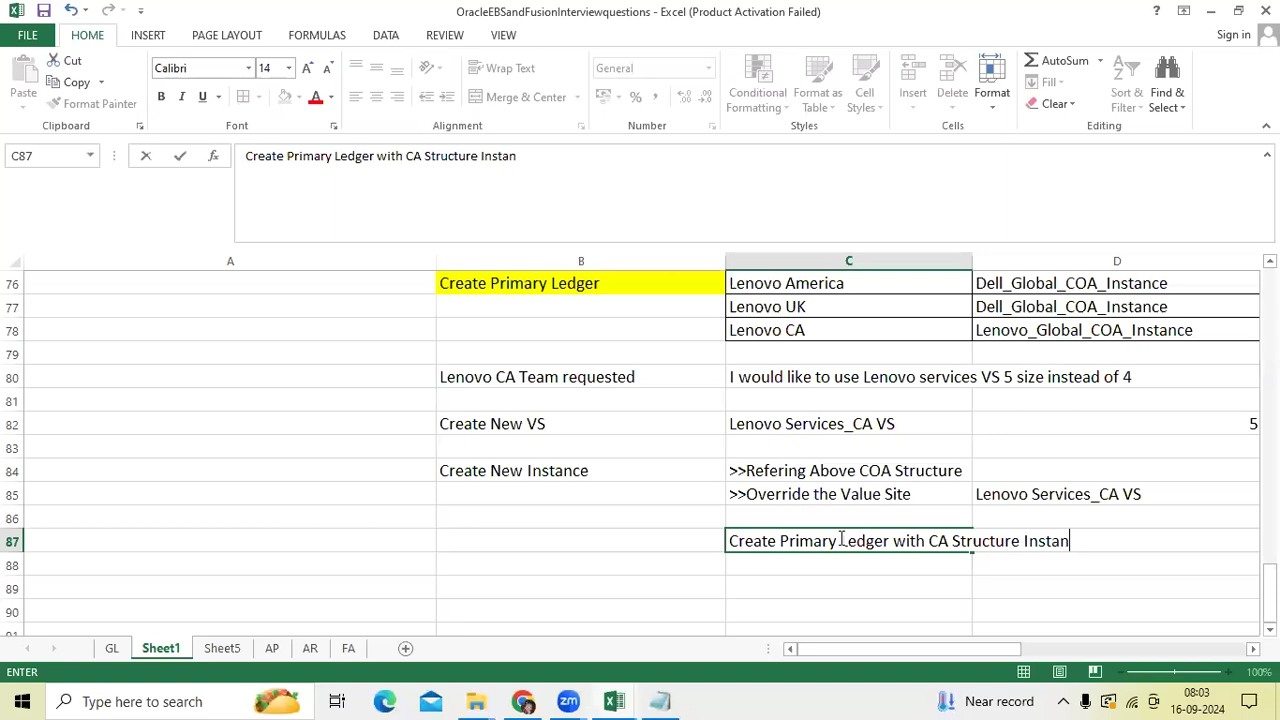 OracleEBSandFusionInterviewquestions - Excel (Product Activation Failed)
FILE HOME INSERT PAGE LAYOUT FORMULAS DATA REVIEW VIEW Sign in
Paste Cut Copy Format Painter Clipboard
Calibri 14 B I U A Font
Wrap Text Merge & Center Alignment
General % , Number
Conditional Formatting Format as Table Cell Styles Styles
Insert Delete Format Cells
AutoSum Fill Clear Sort & Filter Find & Select Editing
C87 fx Create Primary Ledger with CA Structure Instan
A B C D
76 Create Primary Ledger Lenovo America Dell_Global_COA_Instance
77 Lenovo UK Dell_Global_COA_Instance
78 Lenovo CA Lenovo_Global_COA_Instance
79
80 Lenovo CA Team requested I would like to use Lenovo services VS 5 size instead of 4
81
82 Create New VS Lenovo Services_CA VS 5
83
84 Create New Instance >>Refering Above COA Structure
85 >>Override the Value Site Lenovo Services_CA VS
86
87 Create Primary Ledger with CA Structure Instan
88
89
90
91
GL Sheet1 Sheet5 AP AR FA
ENTER 100%
Type here to search Near record 08:03
16-09-2024